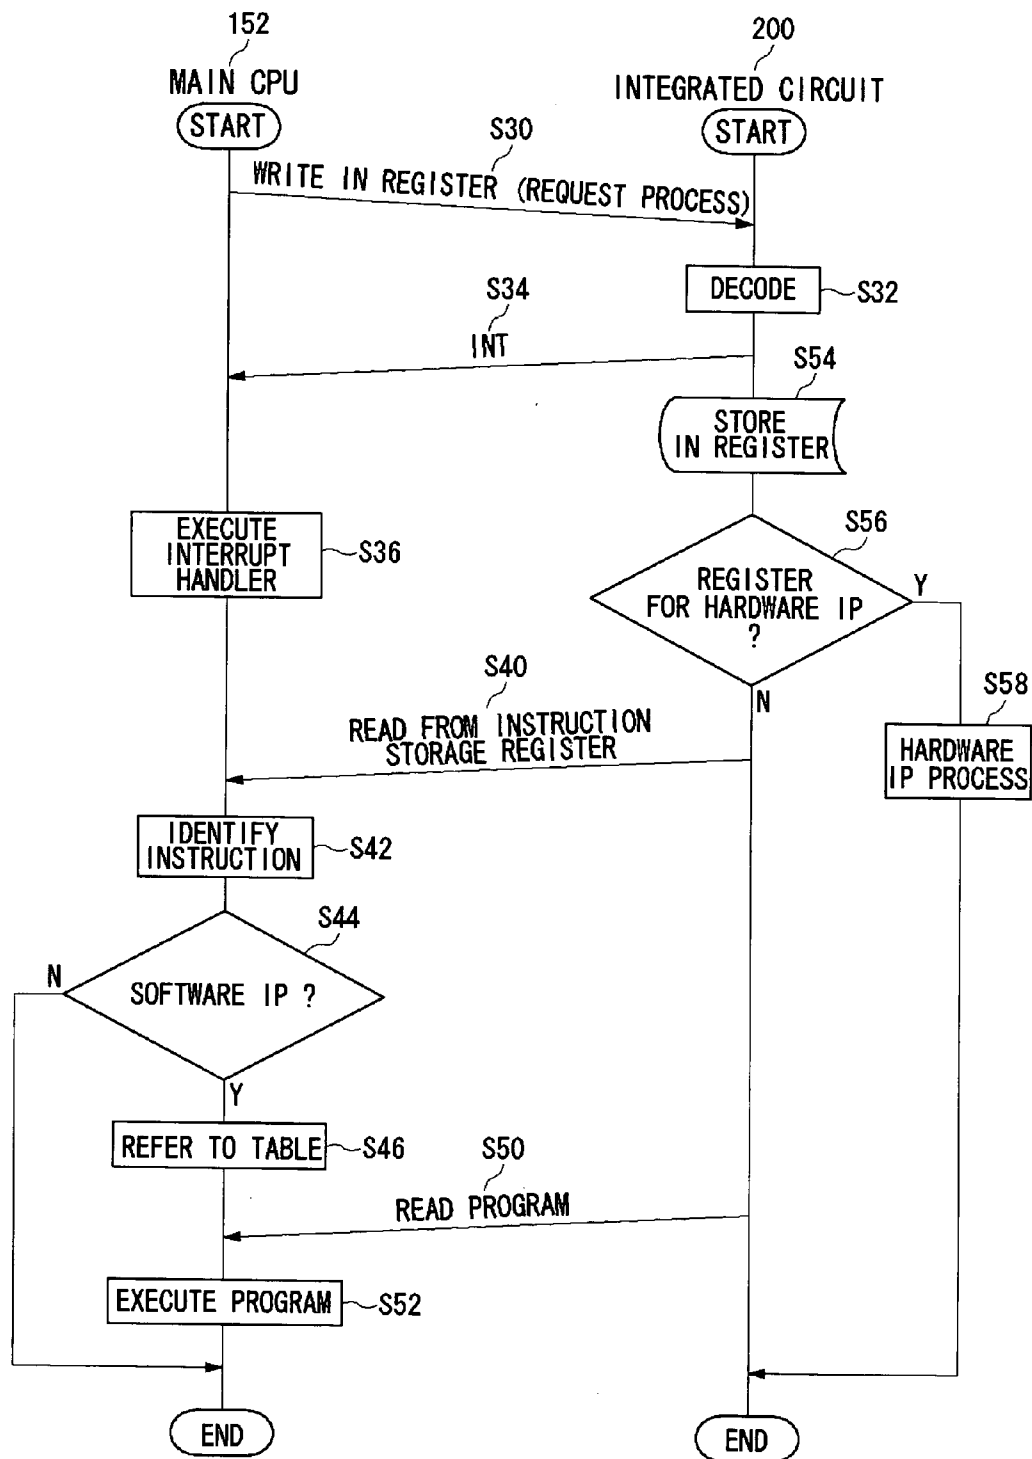 152
MAIN CPU
START
200
INTEGRATED CIRCUIT
START
S30
WRITE IN REGISTER (REQUEST PROCESS)
DECODE
S32
S34
INT
S54
STORE
IN REGISTER
EXECUTE
INTERRUPT
HANDLER
S36
S56
REGISTER
FOR HARDWARE IP
?
Y
N
S40
READ FROM INSTRUCTION
STORAGE REGISTER
S58
HARDWARE
IP PROCESS
IDENTIFY
INSTRUCTION
S42
S44
N
SOFTWARE IP ?
Y
REFER TO TABLE
S46
S50
READ PROGRAM
EXECUTE PROGRAM
S52
END
END